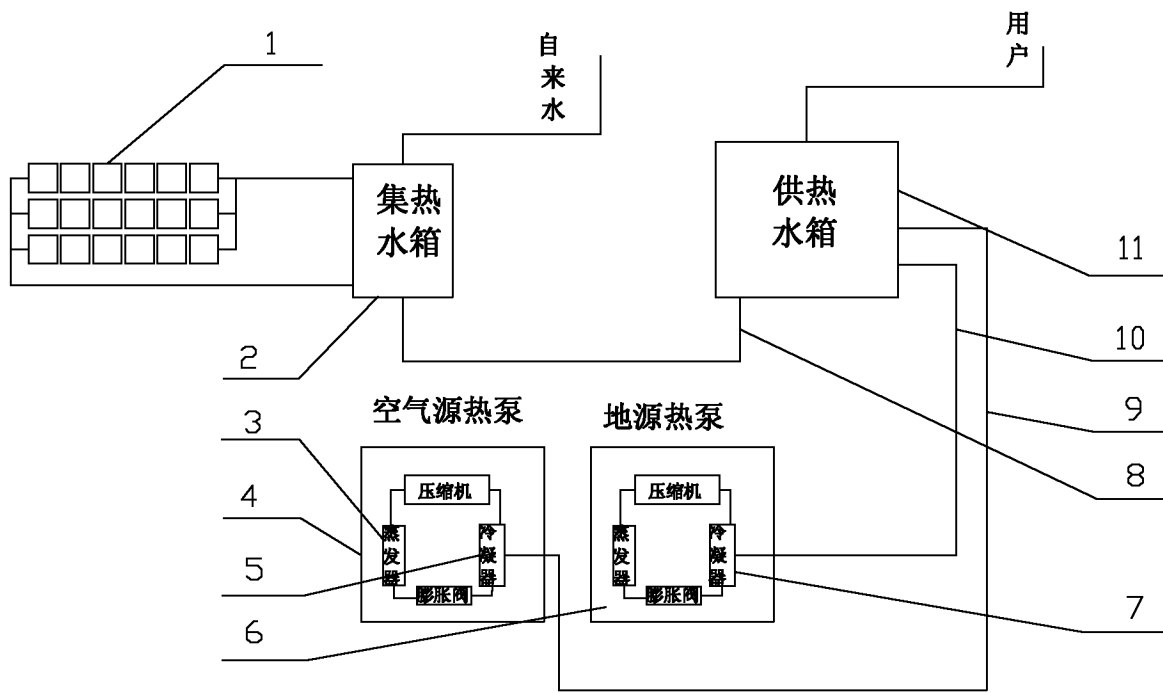 1
自来水
用户
集热水箱
供热水箱
11
2
10
空气源热泵
地源热泵
9
3
8
4
压缩机
压缩机
蒸发器
冷凝器
蒸发器
冷凝器
5
膨胀阀
膨胀阀
7
6